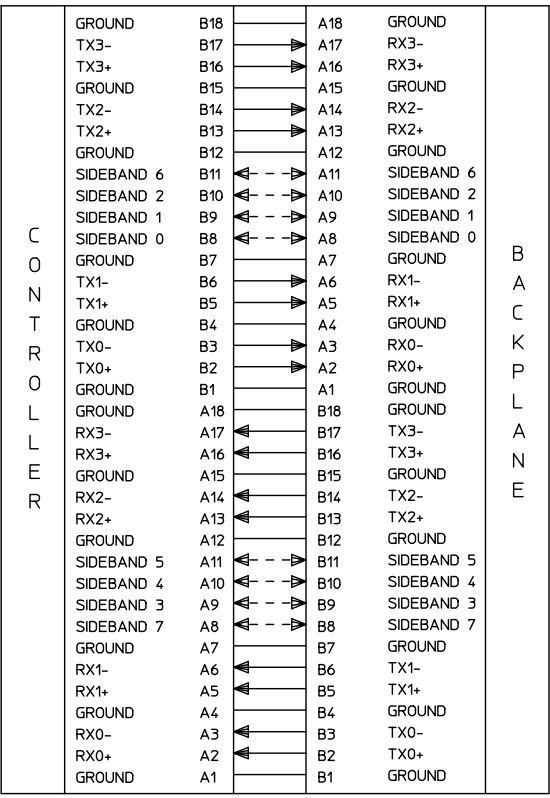 CONTROLLER
GROUND B18 A18 GROUND
TX3- B17 A17 RX3-
TX3+ B16 A16 RX3+
GROUND B15 A15 GROUND
TX2- B14 A14 RX2-
TX2+ B13 A13 RX2+
GROUND B12 A12 GROUND
SIDEBAND 6 B11 A11 SIDEBAND 6
SIDEBAND 2 B10 A10 SIDEBAND 2
SIDEBAND 1 B9 A9 SIDEBAND 1
SIDEBAND 0 B8 A8 SIDEBAND 0
GROUND B7 A7 GROUND
TX1- B6 A6 RX1-
TX1+ B5 A5 RX1+
GROUND B4 A4 GROUND
TX0- B3 A3 RX0-
TX0+ B2 A2 RX0+
GROUND B1 A1 GROUND
GROUND A18 B18 GROUND
RX3- A17 B17 TX3-
RX3+ A16 B16 TX3+
GROUND A15 B15 GROUND
RX2- A14 B14 TX2-
RX2+ A13 B13 TX2+
GROUND A12 B12 GROUND
SIDEBAND 5 A11 B11 SIDEBAND 5
SIDEBAND 4 A10 B10 SIDEBAND 4
SIDEBAND 3 A9 B9 SIDEBAND 3
SIDEBAND 7 A8 B8 SIDEBAND 7
GROUND A7 B7 GROUND
RX1- A6 B6 TX1-
RX1+ A5 B5 TX1+
GROUND A4 B4 GROUND
RX0- A3 B3 TX0-
RX0+ A2 B2 TX0+
GROUND A1 B1 GROUND
BACKPLANE